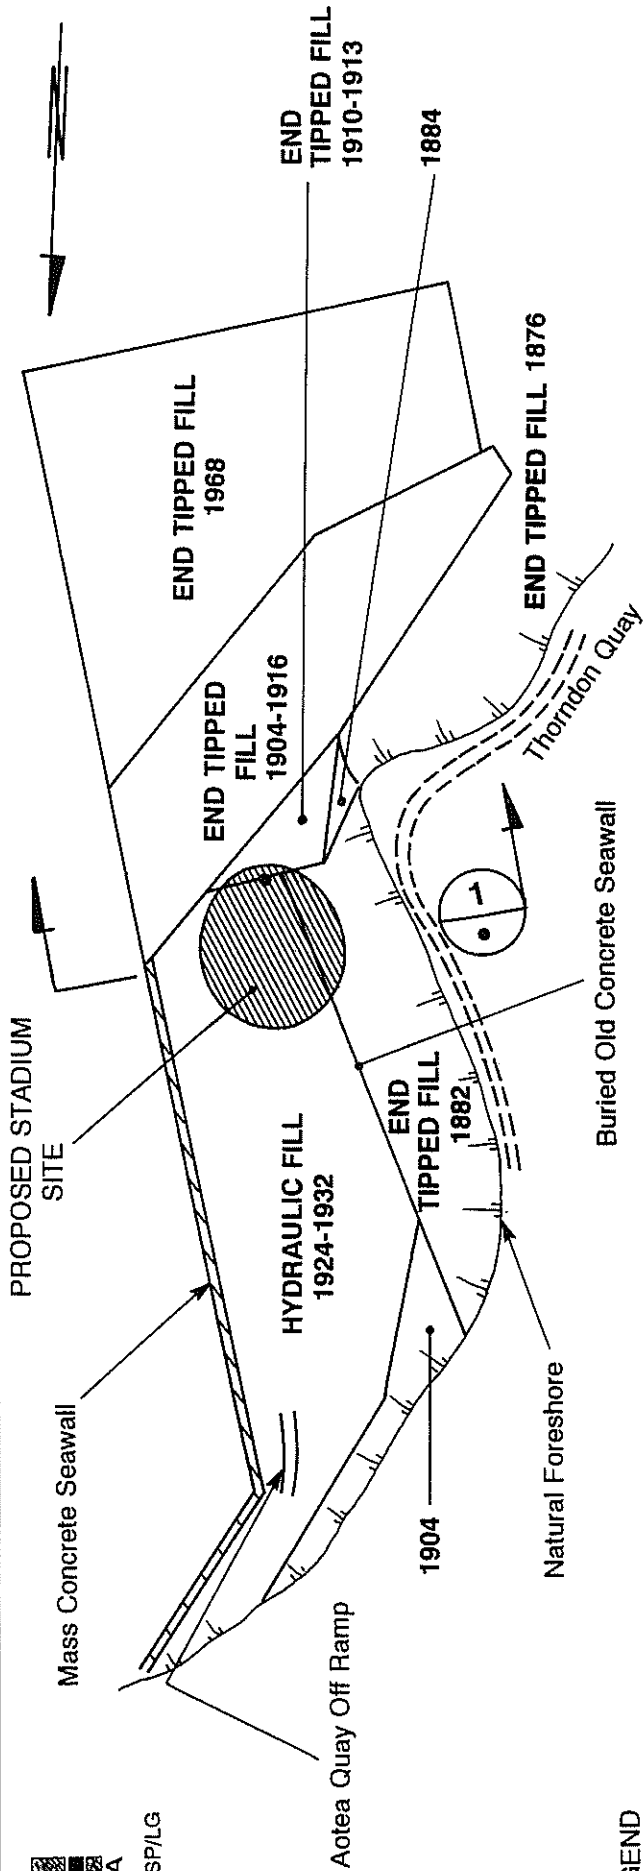 PROPOSED STADIUM
SITE
Mass Concrete Seawall
N
END
TIPPED FILL
1910-1913
1884
END TIPPED FILL
1968
END TIPPED
FILL
1904-1916
HYDRAULIC FILL
1924-1932
END
TIPPED FILL
1882
END TIPPED FILL 1876
Thorndon Quay
1
Buried Old Concrete Seawall
1904
Natural Foreshore
Aotea Quay Off Ramp
A
SP/LG
END